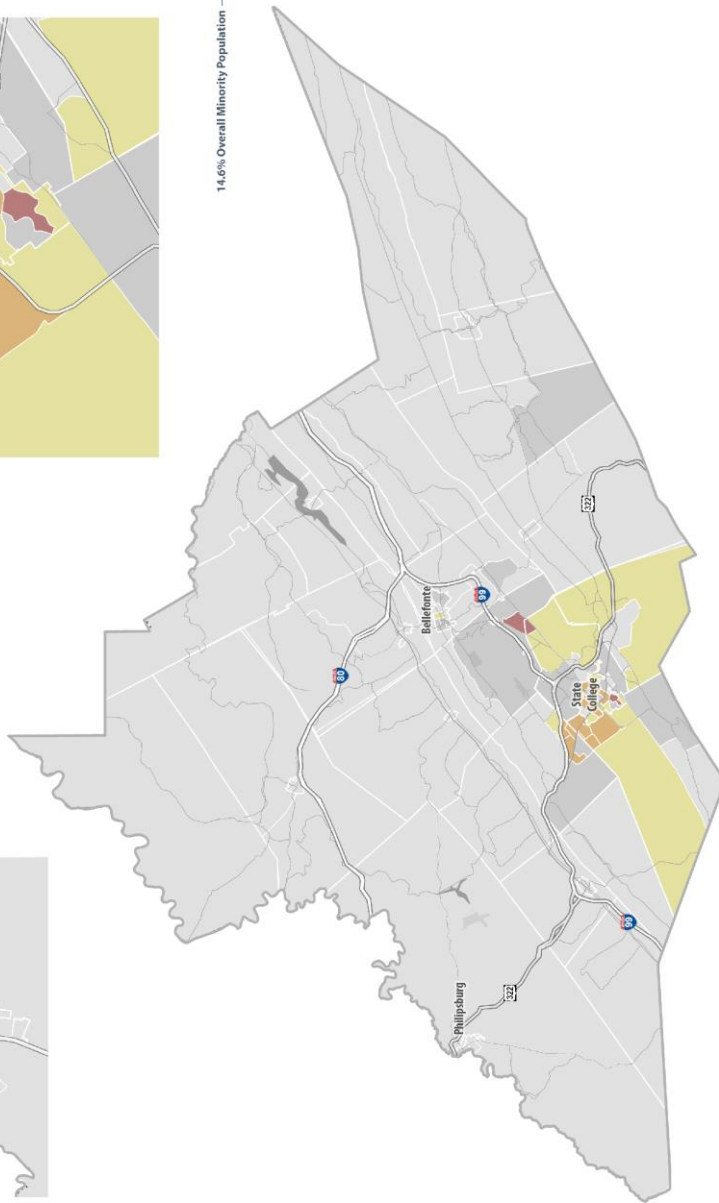 14.6% Overall Minority Population –
80
Bellefonte
99
322
State
College
Philipsburg
322
99